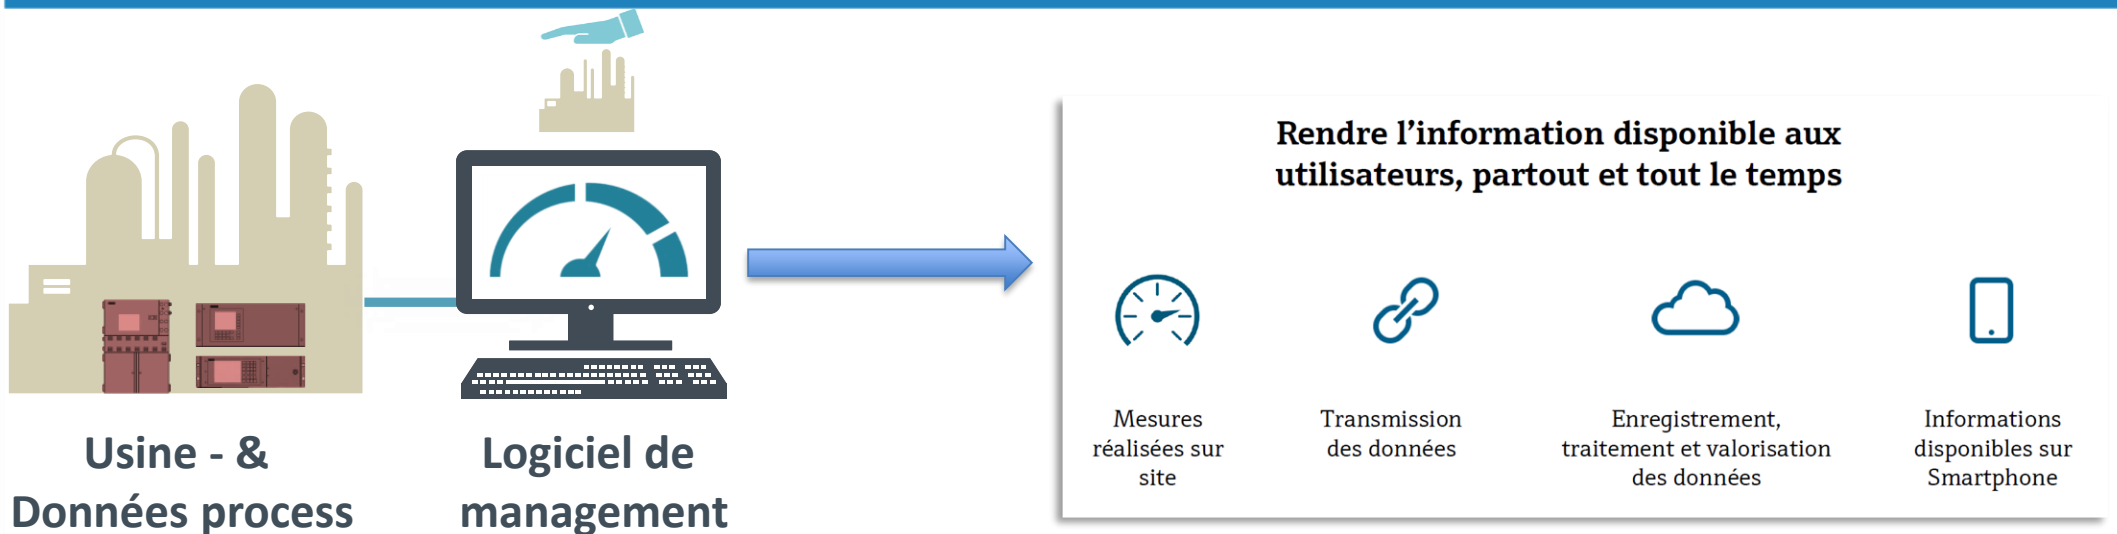 Usine - &
Données process
Logiciel de
management
Rendre l’information disponible aux
utilisateurs, partout et tout le temps
Mesures
réalisées sur
site
Transmission
des données
Enregistrement,
traitement et valorisation
des données
Informations
disponibles sur
Smartphone